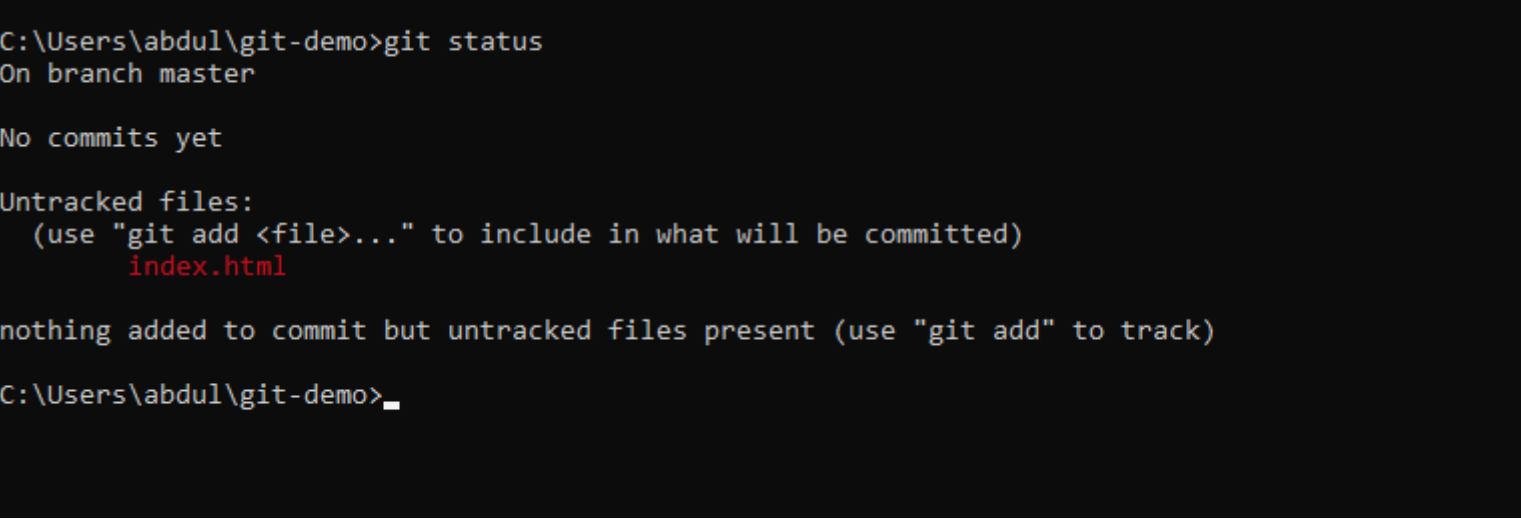 C:\Users\abdul\git-demo>git status
On branch master
No commits yet
Untracked files:
(use "git add <file>..." to include in what will be committed)
index.html
nothing added to commit but untracked files present (use "git add" to track)
C:\Users\abdul\git-demo>